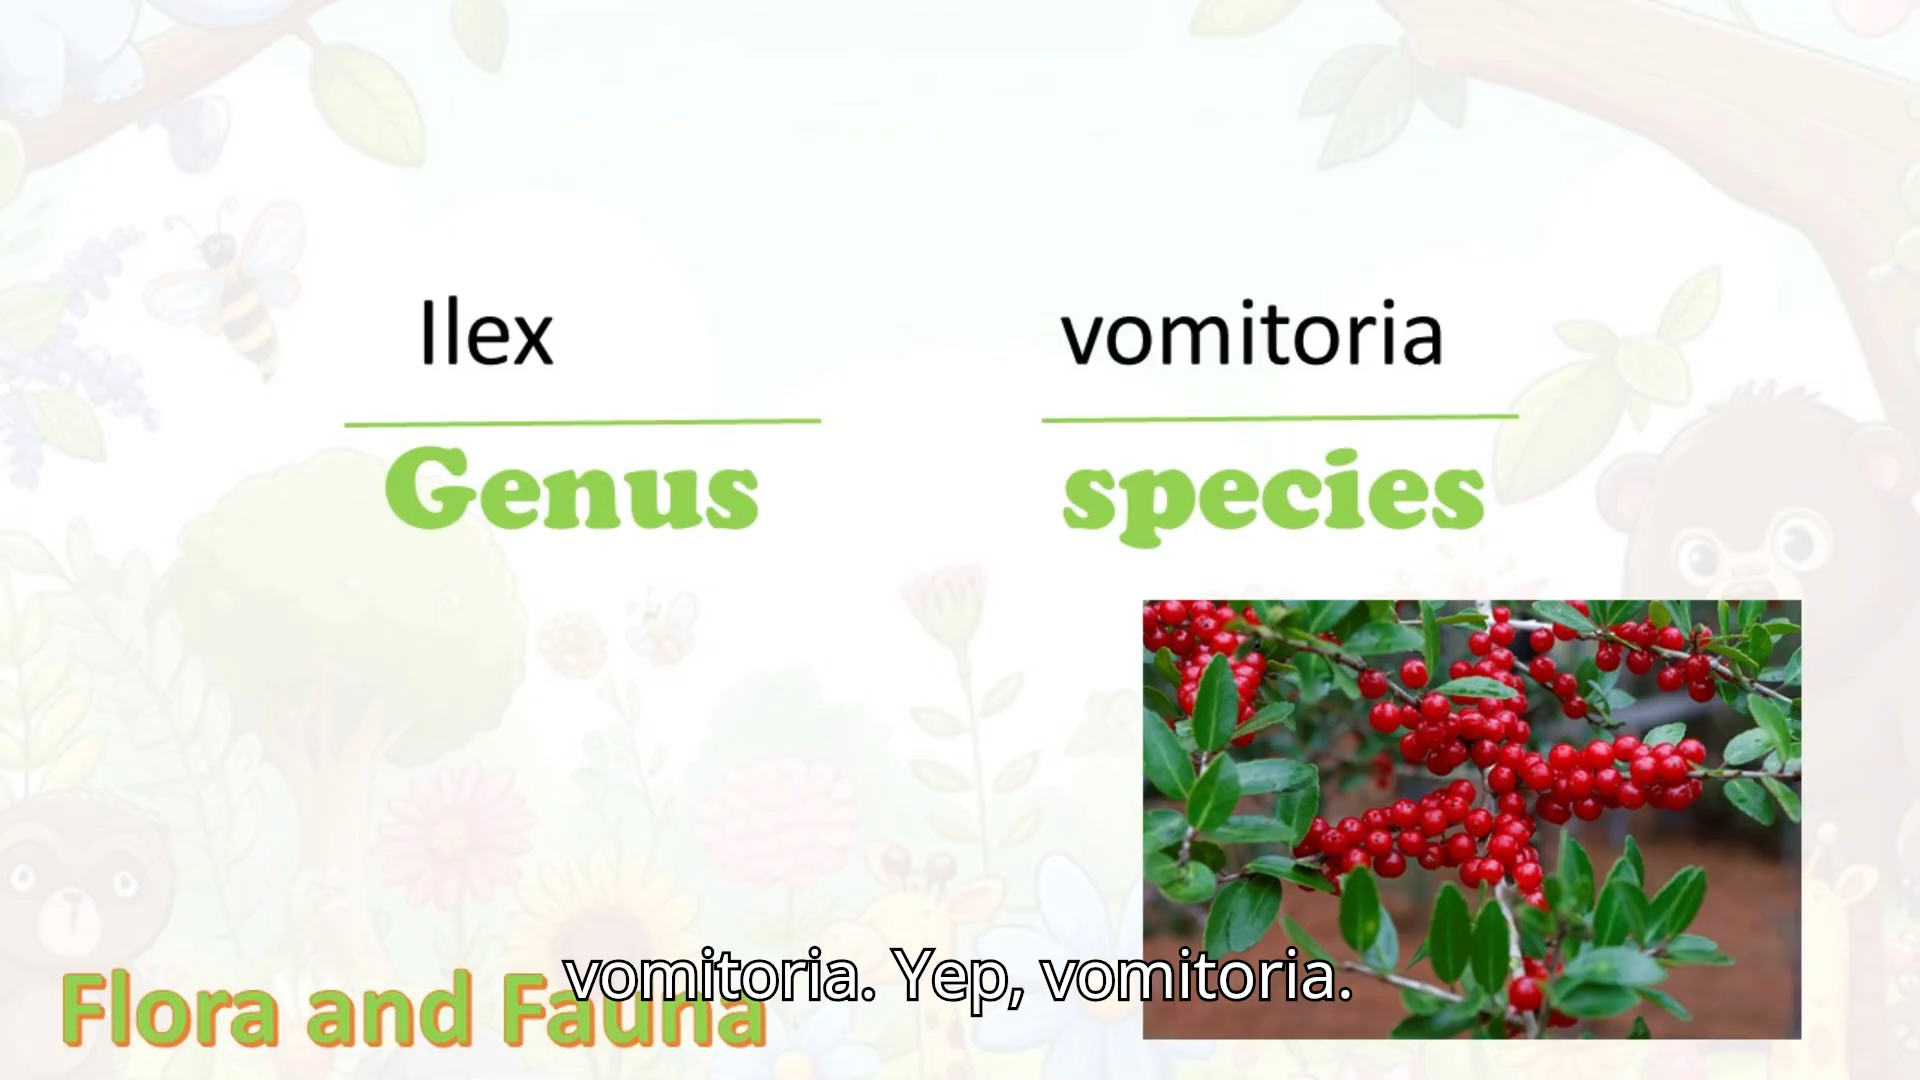 Ilex
vomitoria
Genus
species
vomitoria. Yep, vomitoria.
Flora and Fauna